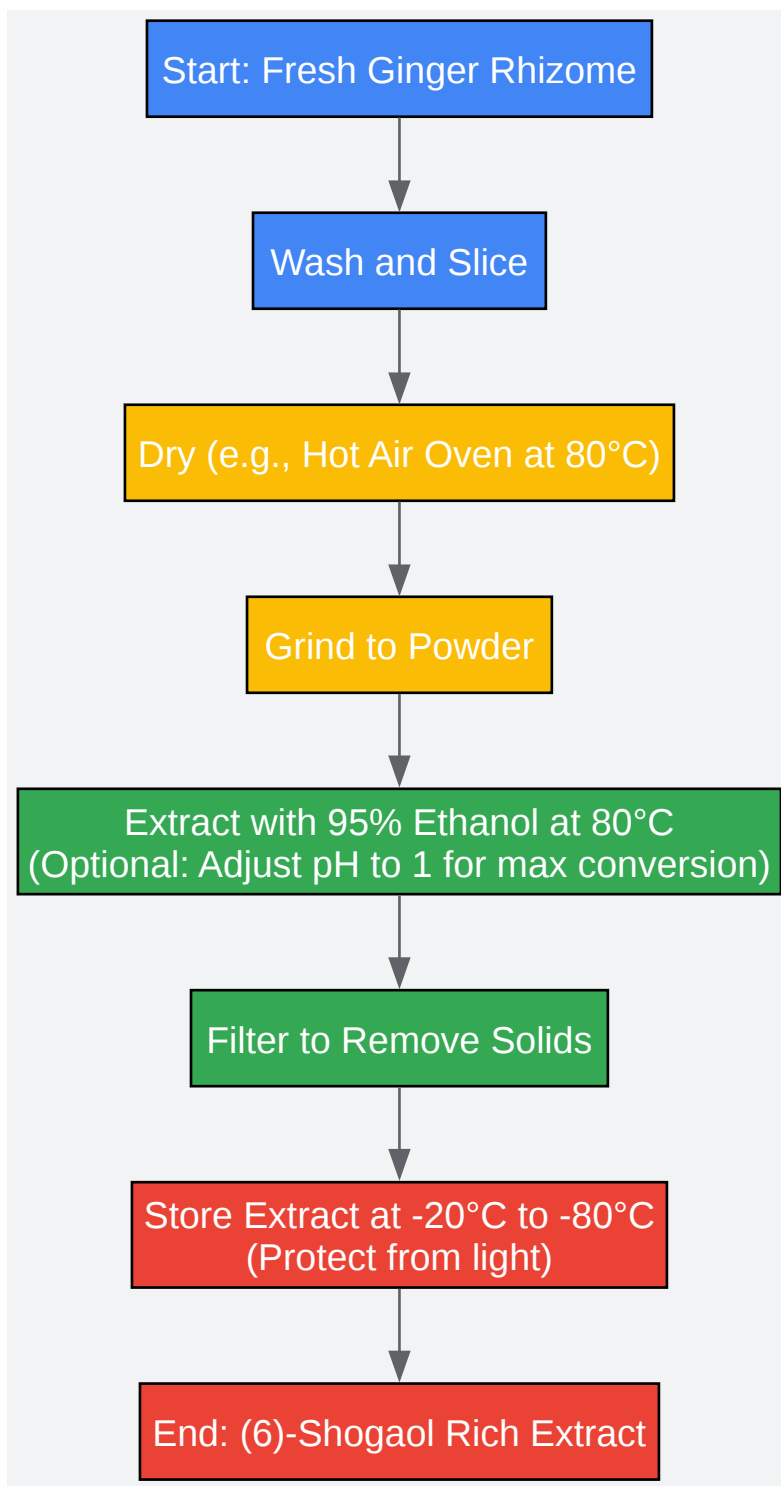 Start: Fresh Ginger Rhizome
Wash and Slice
Dry (e.g., Hot Air Oven at 80°C)
Grind to Powder
Extract with 95% Ethanol at 80°C
(Optional: Adjust pH to 1 for max conversion)
Filter to Remove Solids
Store Extract at -20°C to -80°C
(Protect from light)
End: (6)-Shogaol Rich Extract